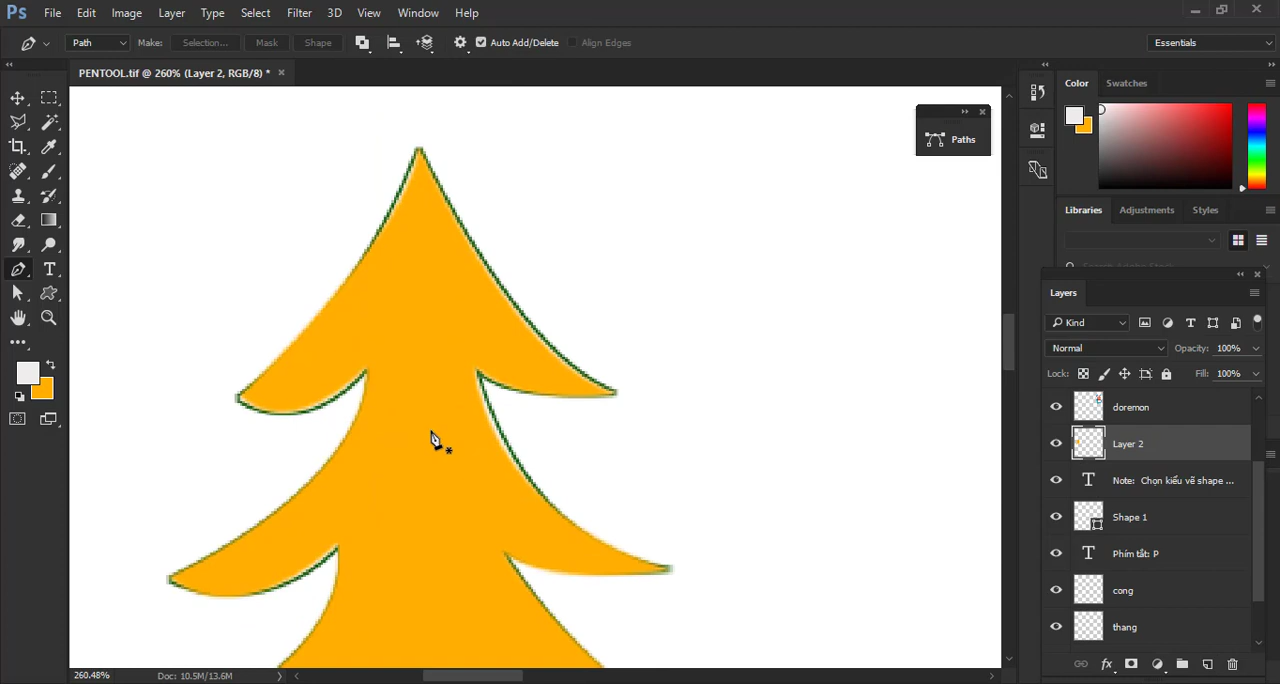 Ps File Edit Image Layer Type Select Filter 3D View Window Help
Path Make: Selection... Mask Shape Auto Add/Delete Align Edges Essentials
PENTOOL.tif @ 260% (Layer 2, RGB/8) * ×
Color Swatches
Paths
Libraries Adjustments Styles
Search Adobe Stock
Layers
Kind
Normal Opacity: 100%
Lock: Fill: 100%
doremon
Layer 2
Note: Chọn kiểu vẽ shape ...
Shape 1
Phím tắt: P
cong
thang
260.48% Doc: 10.5M/13.6M